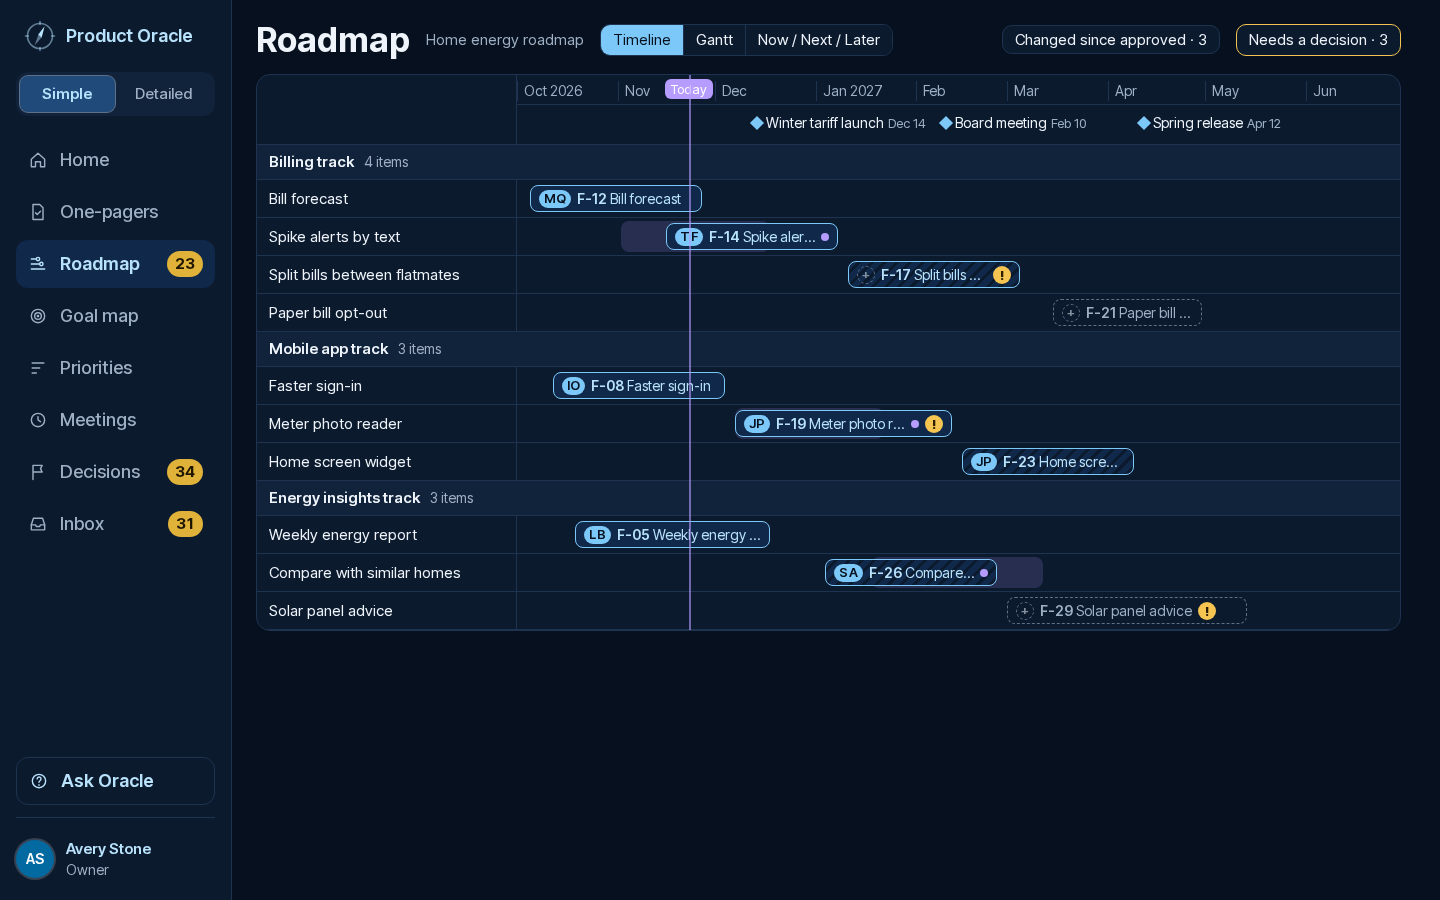 Product Oracle
Simple Detailed
Home
One-pagers
Roadmap 23
Goal map
Priorities
Meetings
Decisions 34
Inbox 31
Ask Oracle
AS Avery Stone
Owner
Roadmap Home energy roadmap Timeline Gantt Now / Next / Later Changed since approved · 3 Needs a decision · 3
Oct 2026 Nov Today Dec Jan 2027 Feb Mar Apr May Jun
Winter tariff launch Dec 14 Board meeting Feb 10 Spring release Apr 12
Billing track 4 items
Bill forecast MQ F-12 Bill forecast
Spike alerts by text TF F-14 Spike aler...
Split bills between flatmates + F-17 Split bills ... !
Paper bill opt-out + F-21 Paper bill ...
Mobile app track 3 items
Faster sign-in IO F-08 Faster sign-in
Meter photo reader JP F-19 Meter photo r... !
Home screen widget JP F-23 Home scre...
Energy insights track 3 items
Weekly energy report LB F-05 Weekly energy ...
Compare with similar homes SA F-26 Compare...
Solar panel advice + F-29 Solar panel advice !